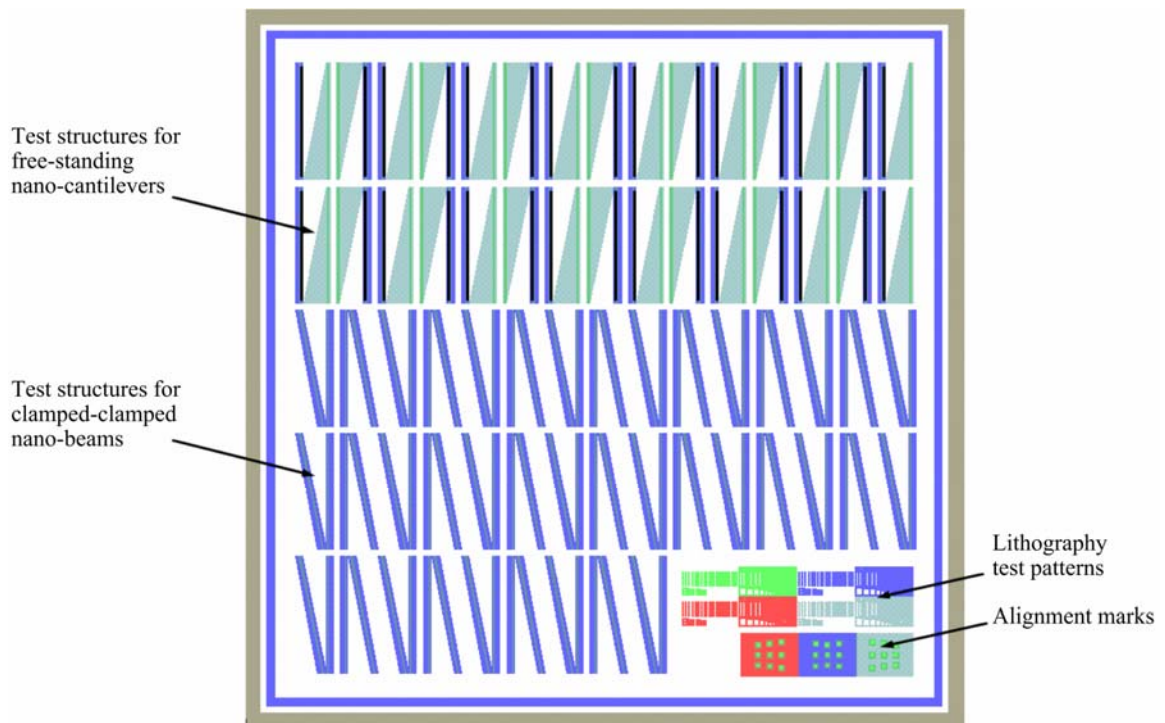 Test structures for
free-standing
nano-cantilevers
Test structures for
clamped-clamped
nano-beams
Lithography
test patterns
Alignment marks